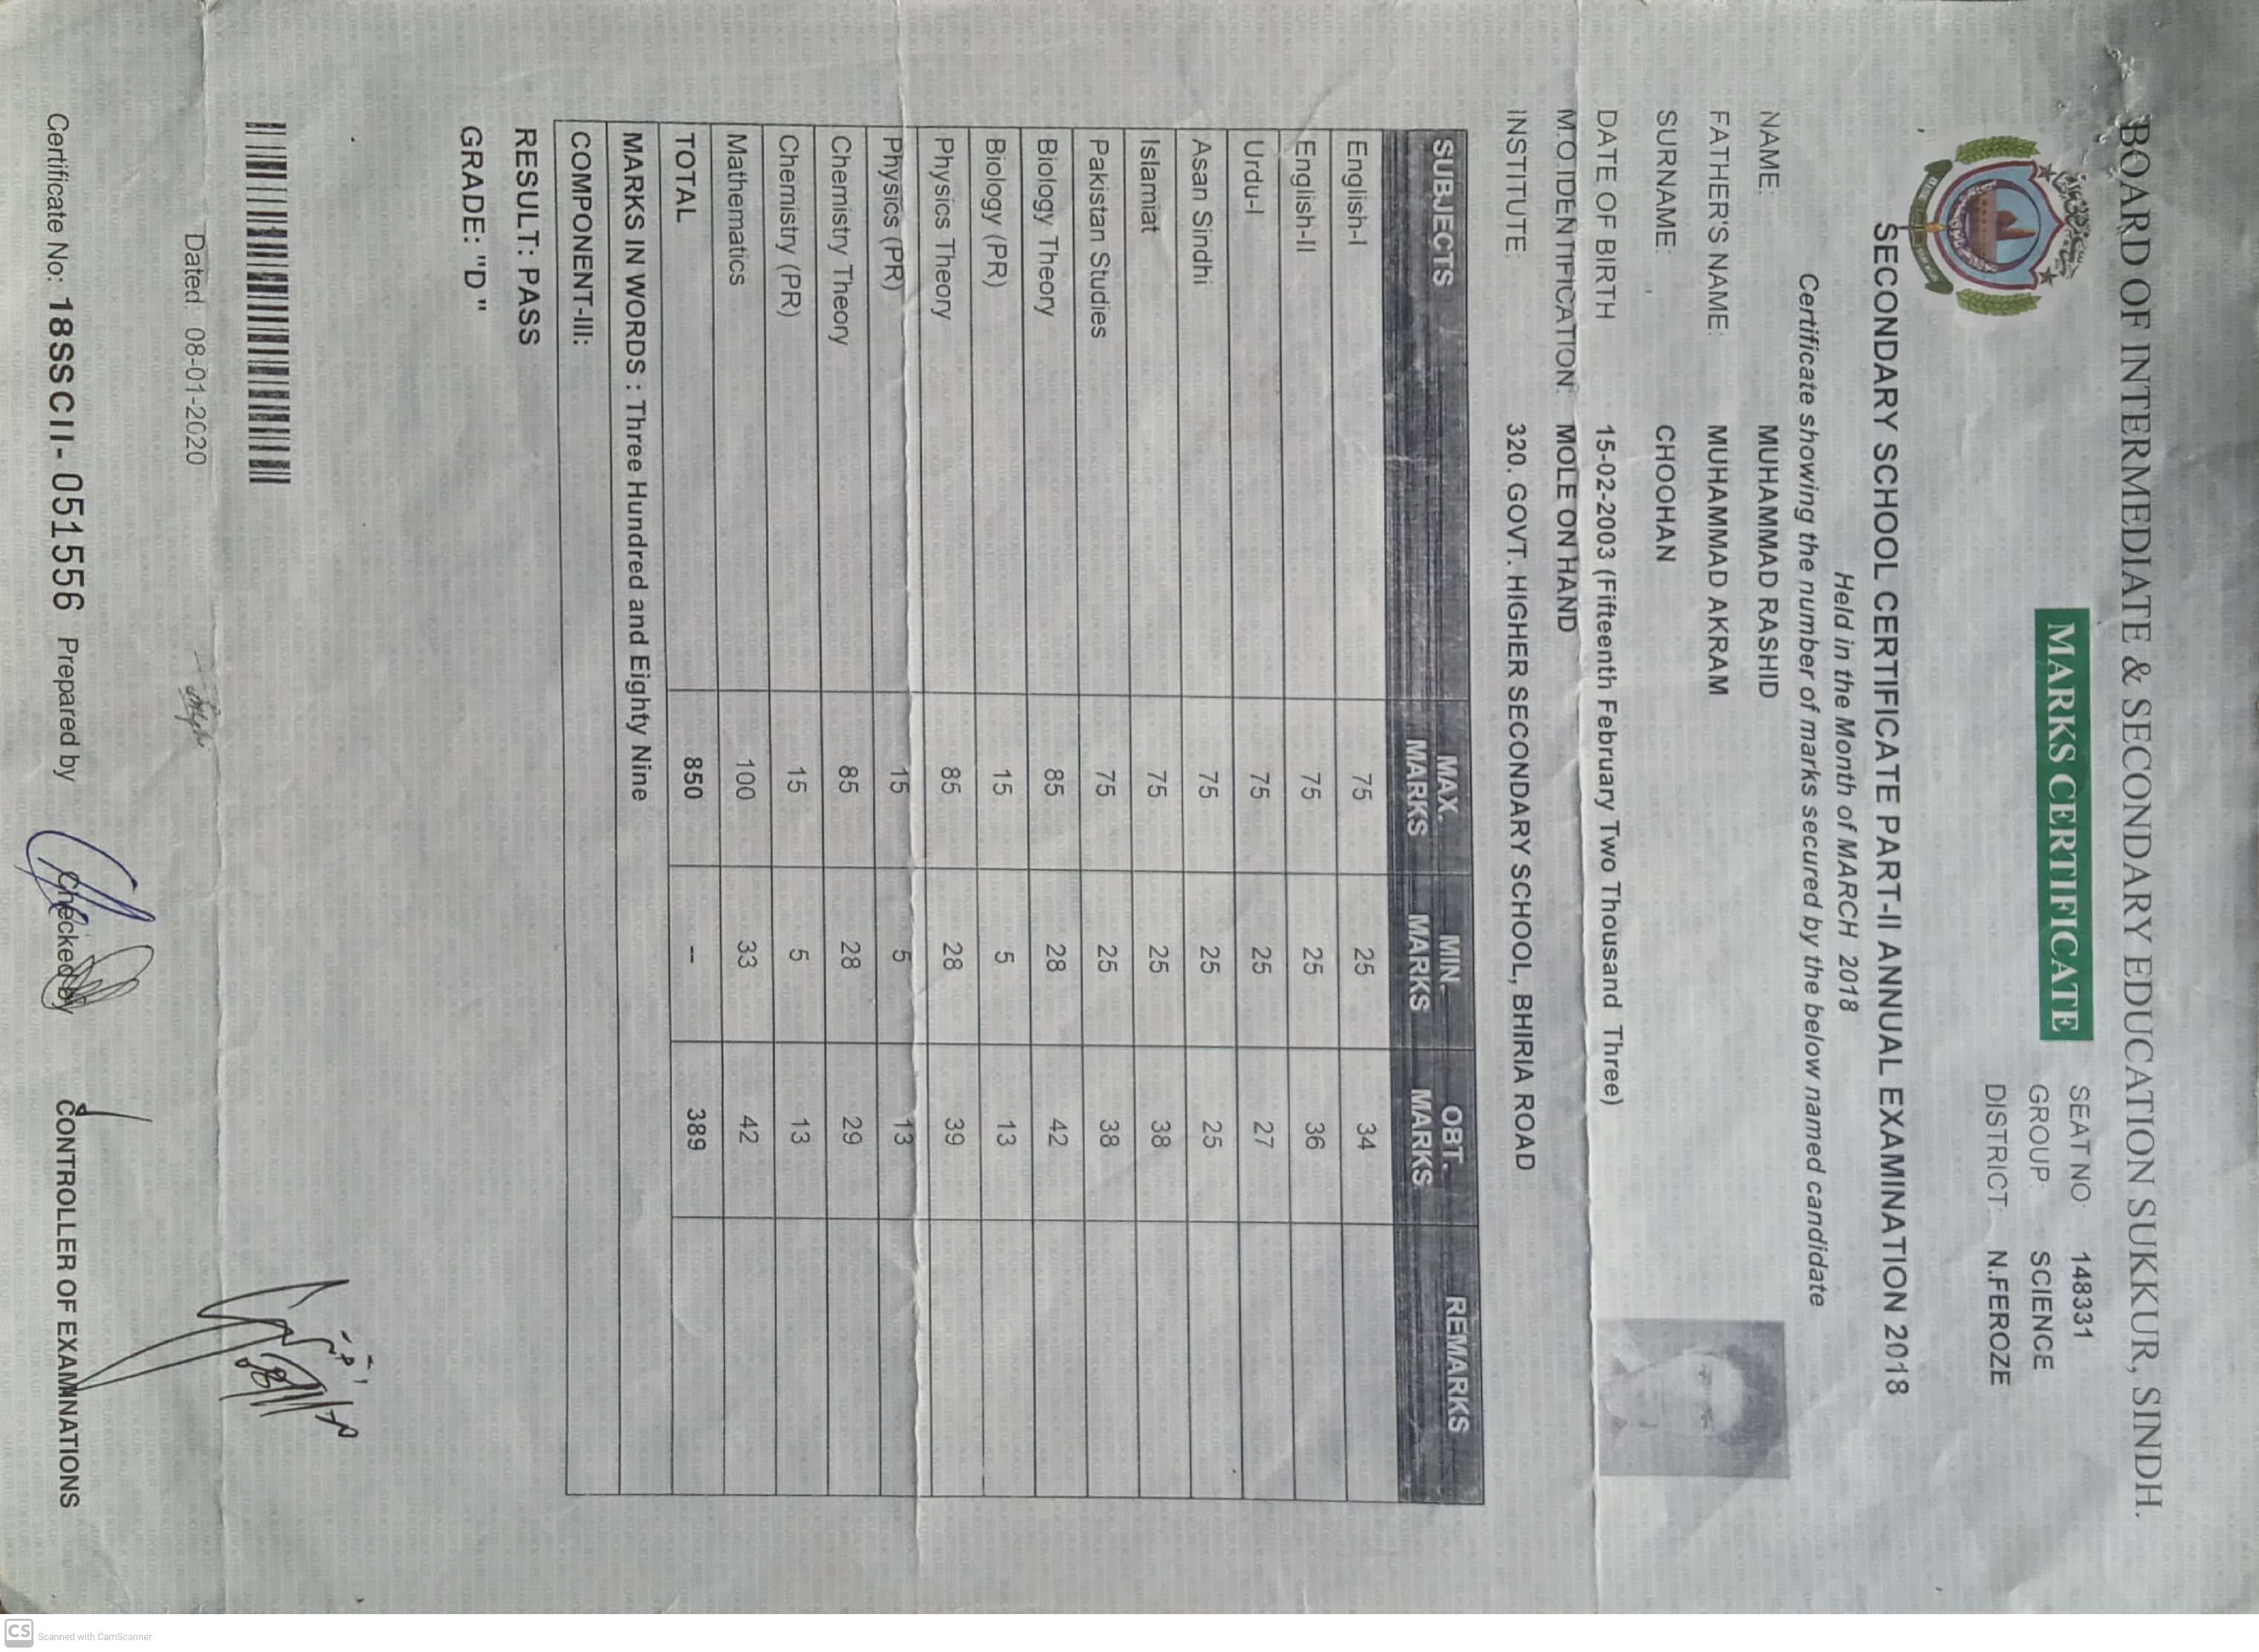 BOARD OF INTERMEDIATE & SECONDARY EDUCATION SUKKUR, SINDH.
MARKS CERTIFICATE
SEAT NO: 148331
GROUP: SCIENCE
DISTRICT: N.FEROZE
SECONDARY SCHOOL CERTIFICATE PART-II ANNUAL EXAMINATION 2018
Held in the Month of MARCH 2018
Certificate showing the number of marks secured by the below named candidate
NAME: MUHAMMAD RASHID
FATHER'S NAME: MUHAMMAD AKRAM
SURNAME: CHOOHAN
DATE OF BIRTH 15-02-2003 (Fifteenth February Two Thousand Three)
M.O.IDENTIFICATION: MOLE ON HAND
INSTITUTE: 320. GOVT. HIGHER SECONDARY SCHOOL, BHIRIA ROAD
SUBJECTS MAX. MARKS MIN. MARKS OBT. MARKS REMARKS
English-I 75 25 34
English-II 75 25 36
Urdu-I 75 25 27
Asan Sindhi 75 25 25
Islamiat 75 25 38
Pakistan Studies 75 25 38
Biology Theory 85 28 42
Biology (PR) 15 5 13
Physics Theory 85 28 39
Physics (PR) 15 5 13
Chemistry Theory 85 28 29
Chemistry (PR) 15 5 13
Mathematics 100 33 42
TOTAL 850 -- 389
MARKS IN WORDS : Three Hundred and Eighty Nine
COMPONENT-III:
RESULT: PASS
GRADE: "D "
Dated: 08-01-2020
Certificate No: 18SSCII- 051556 Prepared by Checked By CONTROLLER OF EXAMINATIONS
CS Scanned with CamScanner